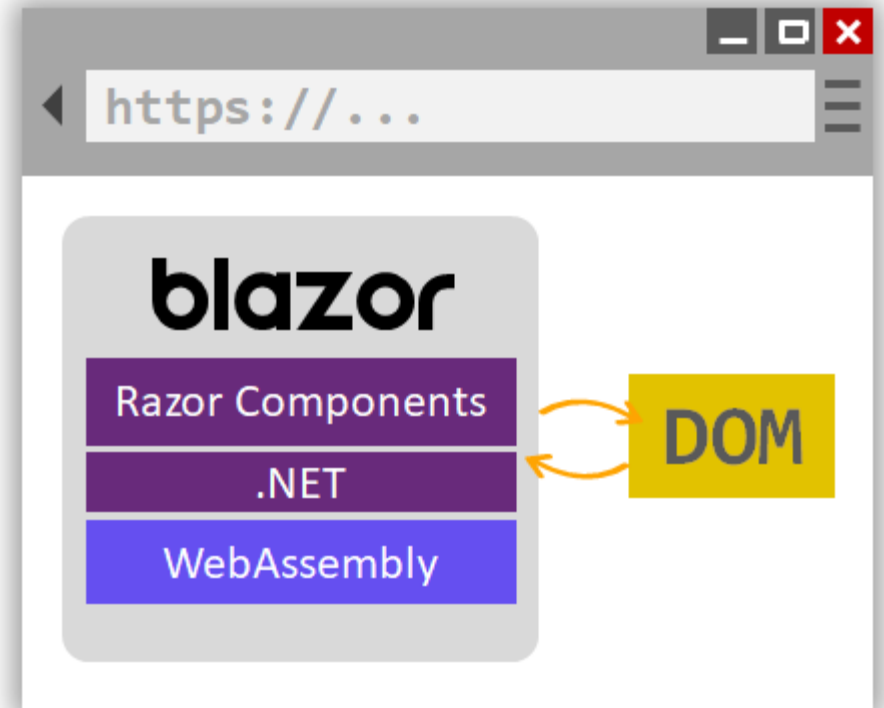 https://...
blazor
Razor Components
.NET
WebAssembly
DOM